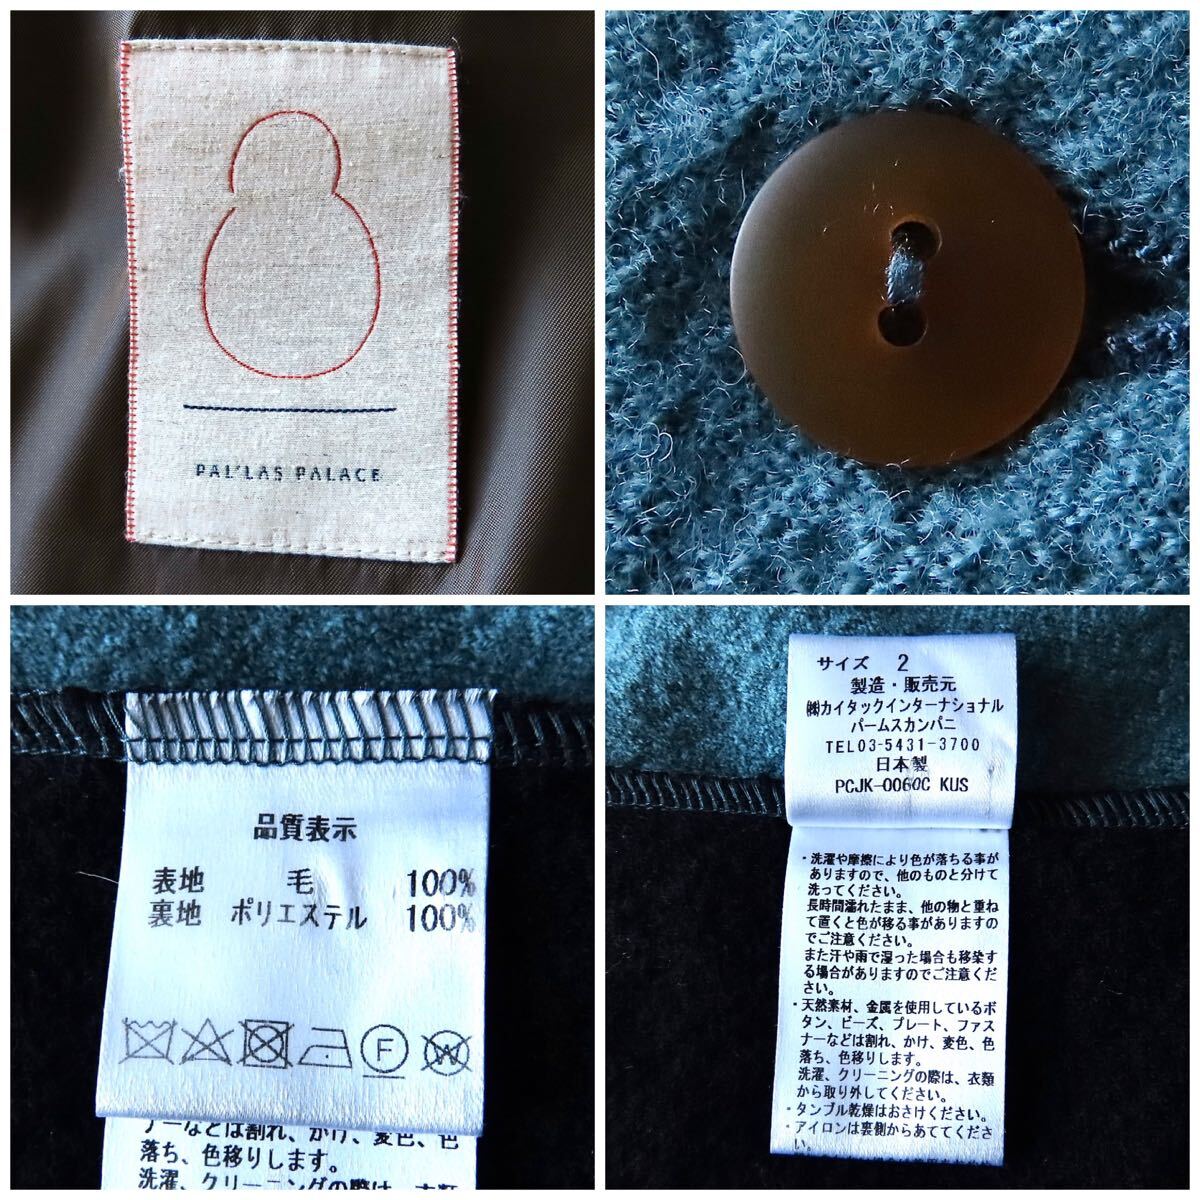 PAL'LAS PALACE
品質表示
表地 毛 100%
裏地 ポリエステル 100%
F
W
ナーなどは割れ、かけ、変色、色
落ち、色移りします。
洗濯、クリーニングの際は、衣類
サイズ 2
製造・販売元
㈱カイタックインターナショナル
パームスカンパニ
TEL03-5431-3700
日本製
PCJK-0060C KUS
・洗濯や摩擦により色が落ちる事が
ありますので、他のものと分けて
洗ってください。
長時間濡れたまま、他の物と重ね
て置くと色が移る事がありますの
でご注意ください。
また汗や雨で湿った場合も移染す
る場合がありますのでご注意くだ
さい。
・天然素材、金属を使用しているボ
タン、ビーズ、プレート、ファス
ナーなどは割れ、かけ、変色、色
落ち、色移りします。
洗濯、クリーニングの際は、衣類
から取り外してください。
・タンブル乾燥はおさけください。
・アイロンは裏側からあててくださ
い。